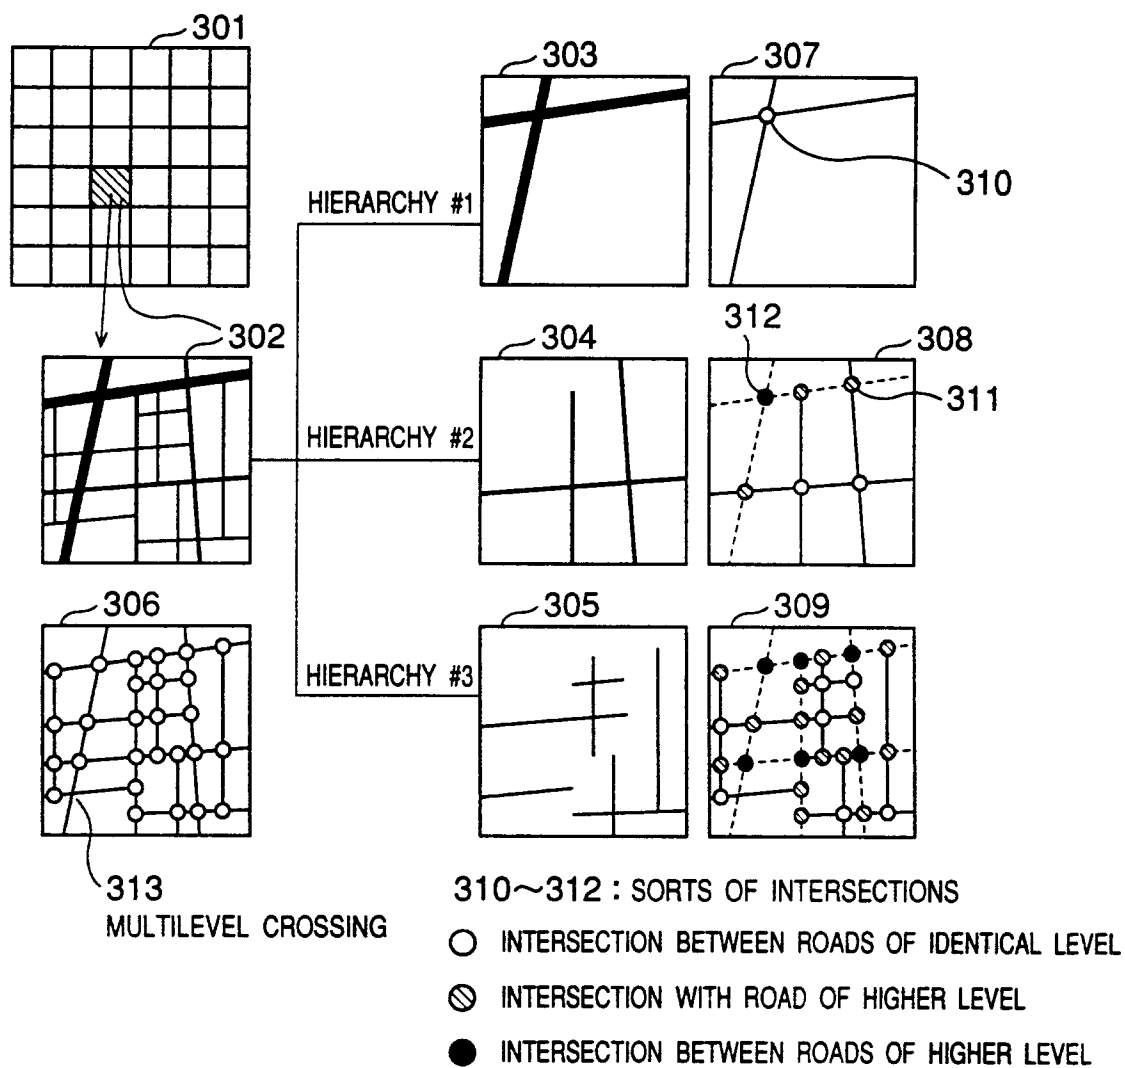 301
303
307
310
HIERARCHY #1
302
304
312
308
311
HIERARCHY #2
306
305
309
HIERARCHY #3
313
MULTILEVEL CROSSING
310~312 : SORTS OF INTERSECTIONS
INTERSECTION BETWEEN ROADS OF IDENTICAL LEVEL
INTERSECTION WITH ROAD OF HIGHER LEVEL
INTERSECTION BETWEEN ROADS OF HIGHER LEVEL